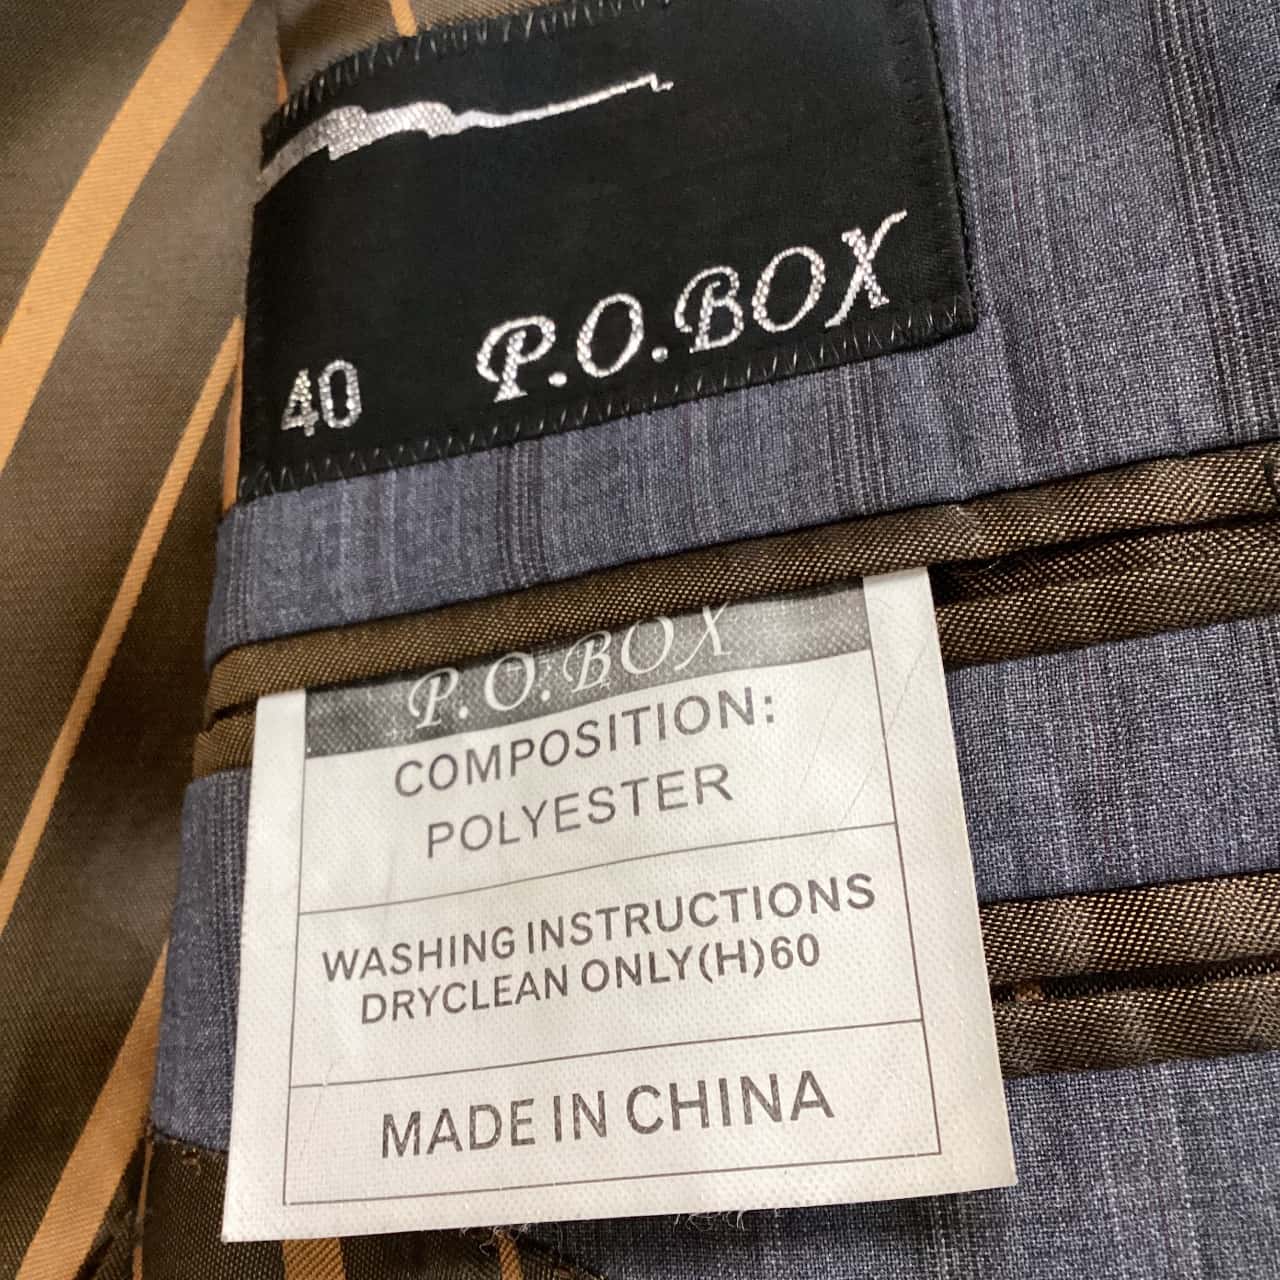 40 P.O.BOX
P.O.BOX
COMPOSITION:
POLYESTER
WASHING INSTRUCTIONS
DRYCLEAN ONLY(H)60
MADE IN CHINA